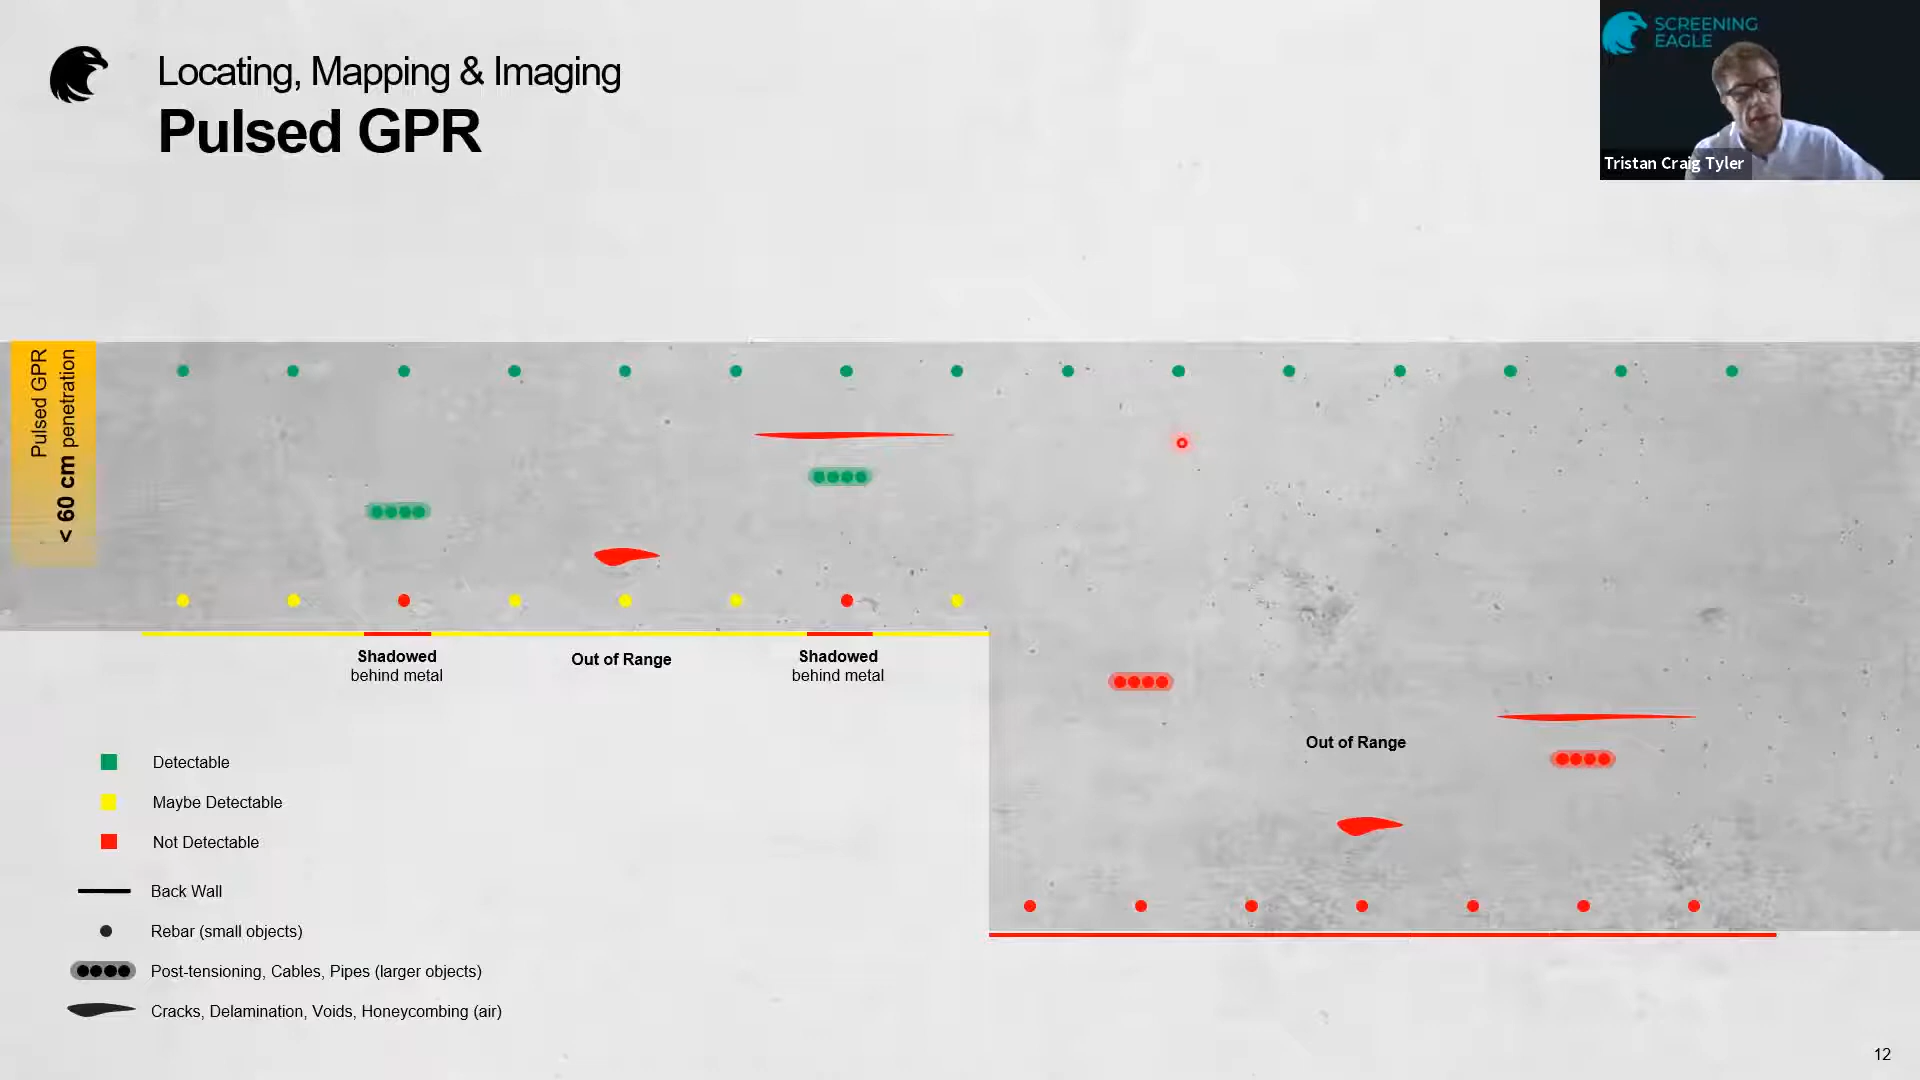 Locating, Mapping & Imaging
Pulsed GPR
SCREENING
EAGLE
Tristan Craig Tyler
Pulsed GPR
< 60 cm penetration
Shadowed
behind metal
Out of Range
Shadowed
behind metal
Out of Range
Detectable
Maybe Detectable
Not Detectable
Back Wall
Rebar (small objects)
Post-tensioning, Cables, Pipes (larger objects)
Cracks, Delamination, Voids, Honeycombing (air)
12